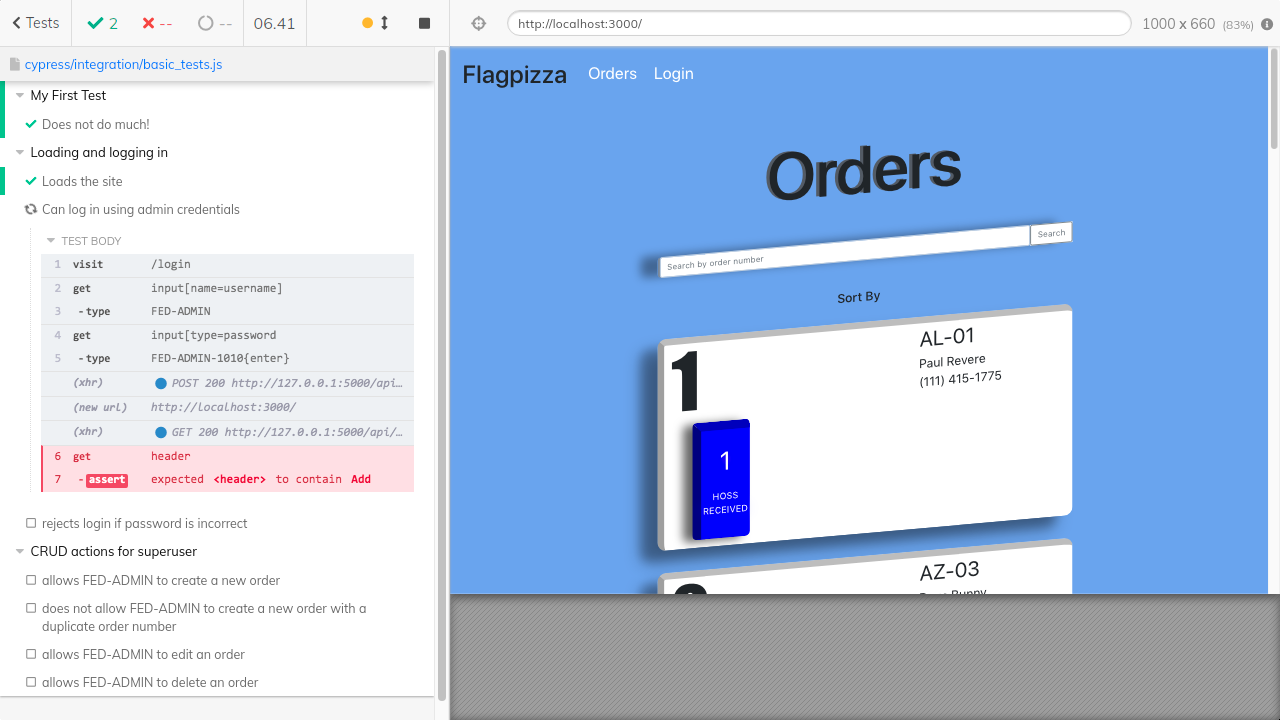 Tests
2
--
--
06.41
http://localhost:3000/
1000 x 660 (83%)
cypress/integration/basic_tests.js
My First Test
Does not do much!
Loading and logging in
Loads the site
Can log in using admin credentials
TEST BODY
1 visit /login
2 get input[name=username]
3 -type FED-ADMIN
4 get input[type=password
5 -type FED-ADMIN-1010{enter}
(xhr) POST 200 http://127.0.0.1:5000/api…
(new url) http://localhost:3000/
(xhr) GET 200 http://127.0.0.1:5000/api/…
6 get header
7 -assert expected <header> to contain Add
rejects login if password is incorrect
CRUD actions for superuser
allows FED-ADMIN to create a new order
does not allow FED-ADMIN to create a new order with a
duplicate order number
allows FED-ADMIN to edit an order
allows FED-ADMIN to delete an order
Flagpizza Orders Login
Orders
Search by order number Search
Sort By
1
AL-01
Paul Revere
(111) 415-1775
1
HOSS
RECEIVED
AZ-03